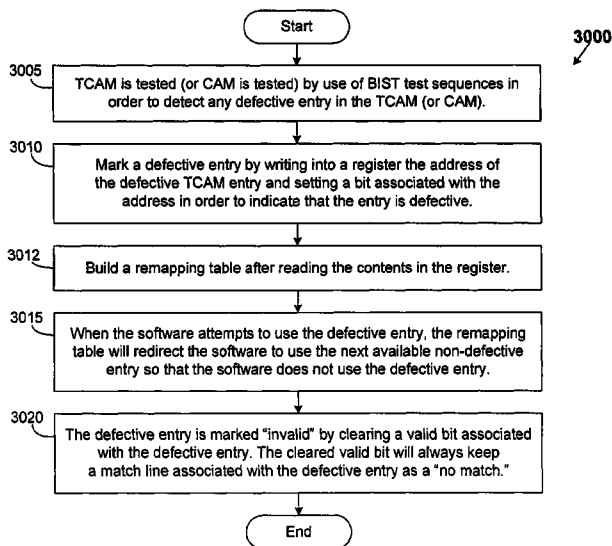 Start
3000
3005
TCAM is tested (or CAM is tested) by use of BIST test sequences in
order to detect any defective entry in the TCAM (or CAM).
3010
Mark a defective entry by writing into a register the address of
the defective TCAM entry and setting a bit associated with the
address in order to indicate that the entry is defective.
3012
Build a remapping table after reading the contents in the register.
3015
When the software attempts to use the defective entry, the remapping
table will redirect the software to use the next available non-defective
entry so that the software does not use the defective entry.
3020
The defective entry is marked "invalid" by clearing a valid bit associated
with the defective entry. The cleared valid bit will always keep
a match line associated with the defective entry as a "no match."
End